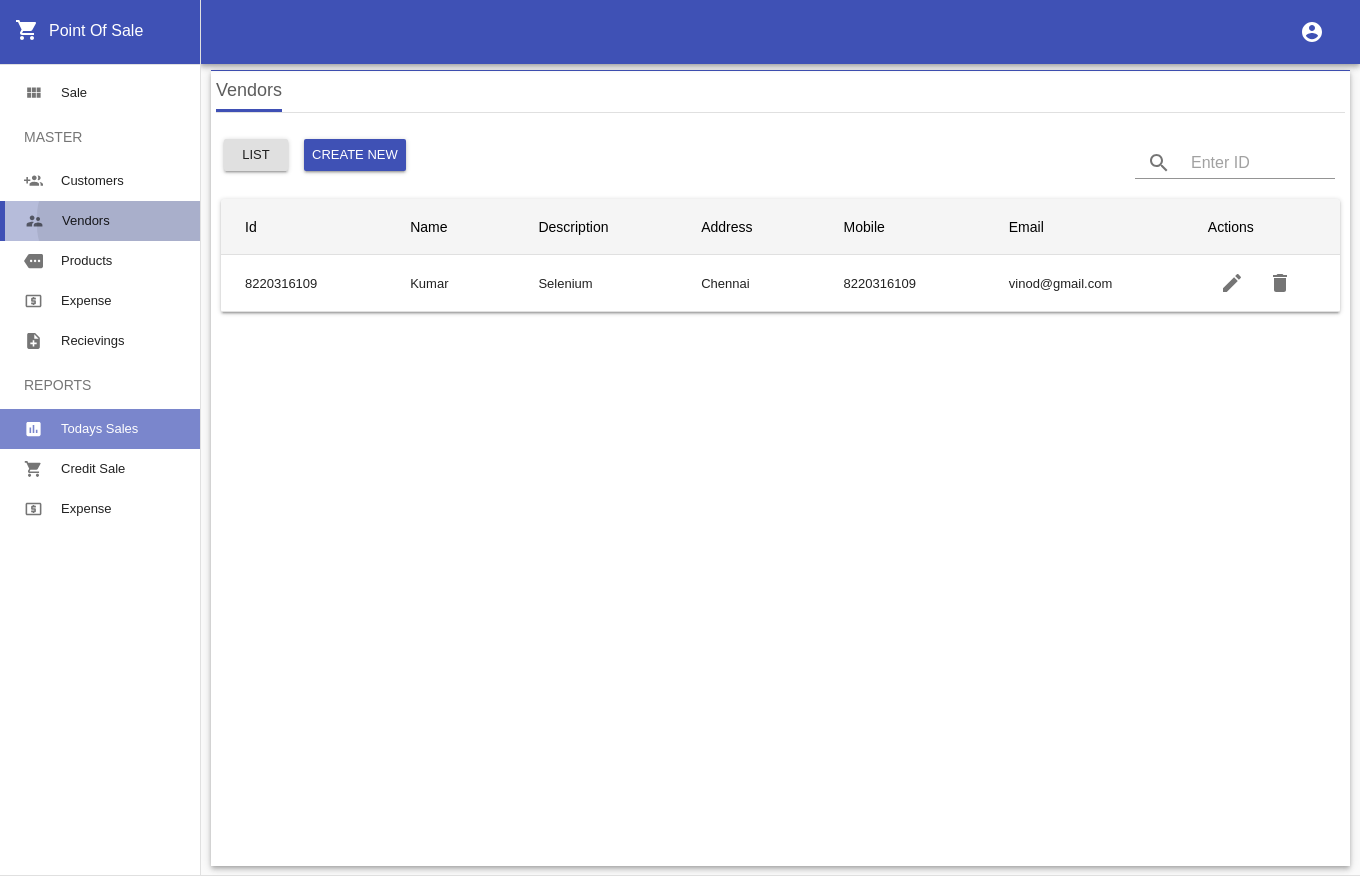 Point Of Sale
Sale
MASTER
Customers
Vendors
Products
Expense
Recievings
REPORTS
Todays Sales
Credit Sale
Expense
Vendors
LIST CREATE NEW
Enter ID
Id Name Description Address Mobile Email Actions
8220316109 Kumar Selenium Chennai 8220316109 vinod@gmail.com